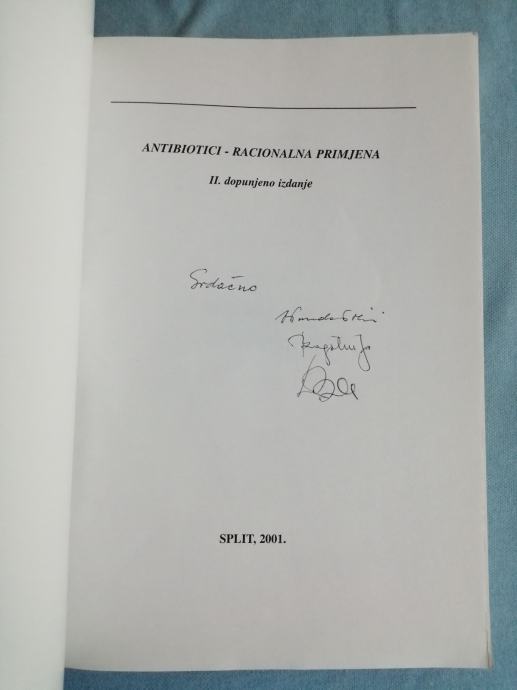 ANTIBIOTICI - RACIONALNA PRIMJENA
II. dopunjeno izdanje
Srdačno
SPLIT, 2001.